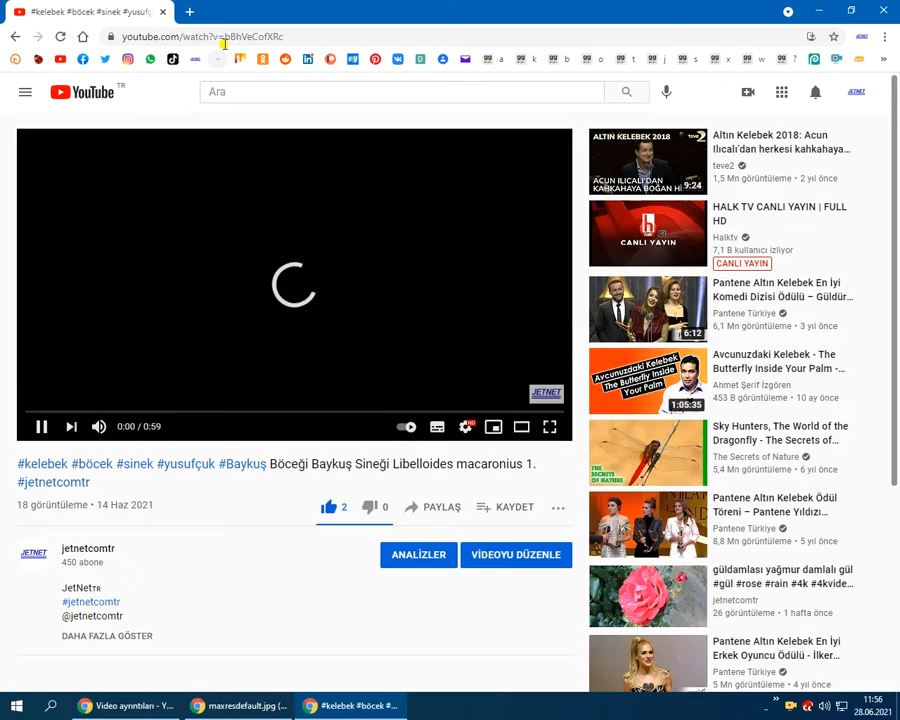 #kelebek #böcek #sinek #yusufç
youtube.com/watch?v=bBhVeCofXRc
a k b o t j s x w ?
YouTube TR
Ara
JETNET
JETNET
0:00 / 0:59
HD
#kelebek #böcek #sinek #yusufçuk #Baykuş Böceği Baykuş Sineği Libelloides macaronius 1.
#jetnetcomtr
18 görüntüleme • 14 Haz 2021
2
0
PAYLAŞ
KAYDET
JETNET
jetnetcomtr
450 abone
ANALİZLER
VİDEOYU DÜZENLE
JetNetTR
#jetnetcomtr
@jetnetcomtr
DAHA FAZLA GÖSTER
ALTIN KELEBEK 2018
teve2
ACUN ILICALI'DAN
KAHKAHAYA BOĞAN Hİ
9:24
Altın Kelebek 2018: Acun
Ilıcalı'dan herkesi kahkahaya...
teve2
1,5 Mn görüntüleme • 2 yıl önce
CANLI YAYIN
HALK TV CANLI YAYIN | FULL
HD
Halktv
7,1 B kullanıcı izliyor
CANLI YAYIN
6:12
Pantene Altın Kelebek En İyi
Komedi Dizisi Ödülü – Güldür...
Pantene Türkiye
6,1 Mn görüntüleme • 3 yıl önce
Avcunuzdaki Kelebek
The Butterfly Inside
Your Palm
1:05:35
Avcunuzdaki Kelebek - The
Butterfly Inside Your Palm -...
Ahmet Şerif İzgören
453 B görüntüleme • 10 ay önce
THE
SECRETS
OF NATURE
Sky Hunters, The World of the
Dragonfly - The Secrets of...
The Secrets of Nature
5,4 Mn görüntüleme • 6 yıl önce
Pantene Altın Kelebek Ödül
Töreni – Pantene Yıldızı...
Pantene Türkiye
8,8 Mn görüntüleme • 5 yıl önce
güldamlası yağmur damlalı gül
#gül #rose #rain #4k #4kvide...
jetnetcomtr
26 görüntüleme • 1 hafta önce
Pantene Altın Kelebek En İyi
Erkek Oyuncu Ödülü - İlker...
Pantene Türkiye
5 Mn görüntüleme • 4 yıl önce
Video ayrıntıları - Y...
maxresdefault.jpg (...
#kelebek #böcek #...
11:56
28.06.2021